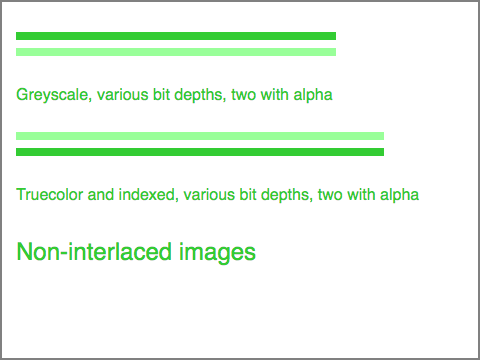 Greyscale, various bit depths, two with alpha
Truecolor and indexed, various bit depths, two with alpha
Non-interlaced images